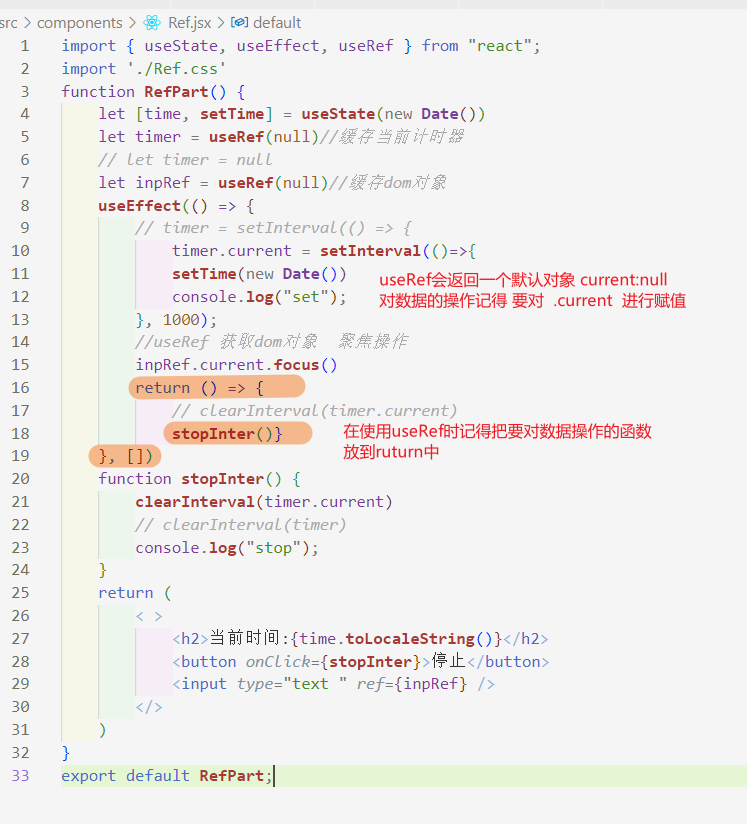 src > components > Ref.jsx > default
1 import { useState, useEffect, useRef } from "react";
2 import './Ref.css'
3 function RefPart() {
4 let [time, setTime] = useState(new Date())
5 let timer = useRef(null)//缓存当前计时器
6 // let timer = null
7 let inpRef = useRef(null)//缓存dom对象
8 useEffect(() => {
9 // timer = setInterval(() => {
10 timer.current = setInterval(()=>{
11 setTime(new Date())
useRef会返回一个默认对象 current:null
12 console.log("set");
对数据的操作记得 要对 .current 进行赋值
13 }, 1000);
14 //useRef 获取dom对象 聚焦操作
15 inpRef.current.focus()
16 return () => {
17 // clearInterval(timer.current)
18 stopInter()}
在使用useRef时记得把要对数据操作的函数
放到ruturn中
19 }, [])
20 function stopInter() {
21 clearInterval(timer.current)
22 // clearInterval(timer)
23 console.log("stop");
24 }
25 return (
26 < >
27 <h2>当前时间:{time.toLocaleString()}</h2>
28 <button onClick={stopInter}>停止</button>
29 <input type="text " ref={inpRef} />
30 </>
31 )
32 }
33 export default RefPart;